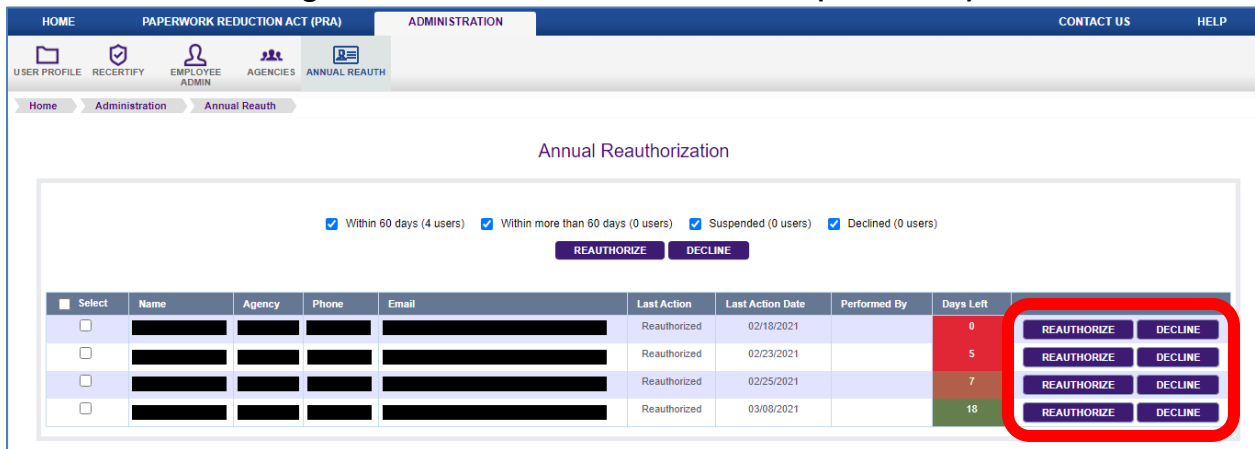 HOME PAPERWORK REDUCTION ACT (PRA) ADMINISTRATION CONTACT US HELP
USER PROFILE RECERTIFY EMPLOYEE ADMIN AGENCIES ANNUAL REAUTH
Home Administration Annual Reauth
Annual Reauthorization
Within 60 days (4 users) Within more than 60 days (0 users) Suspended (0 users) Declined (0 users)
REAUTHORIZE DECLINE
Select Name Agency Phone Email Last Action Last Action Date Performed By Days Left
Reauthorized 02/18/2021 0 REAUTHORIZE DECLINE
Reauthorized 02/23/2021 5 REAUTHORIZE DECLINE
Reauthorized 02/25/2021 7 REAUTHORIZE DECLINE
Reauthorized 03/08/2021 18 REAUTHORIZE DECLINE